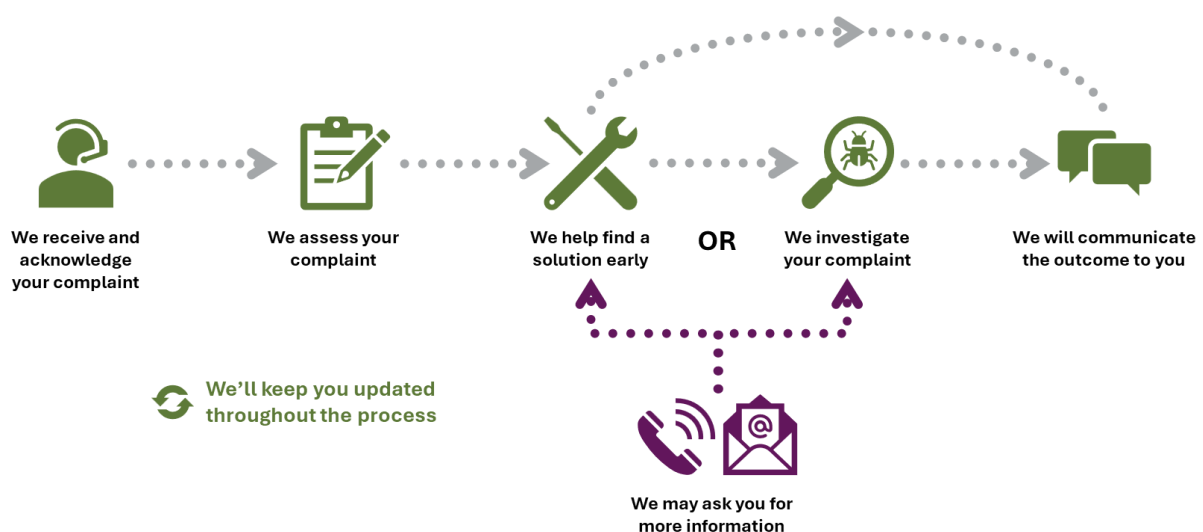 We receive and
acknowledge
your complaint
We assess your
complaint
We help find a
solution early
OR
We investigate
your complaint
We will communicate
the outcome to you
We’ll keep you updated
throughout the process
@
We may ask you for
more information